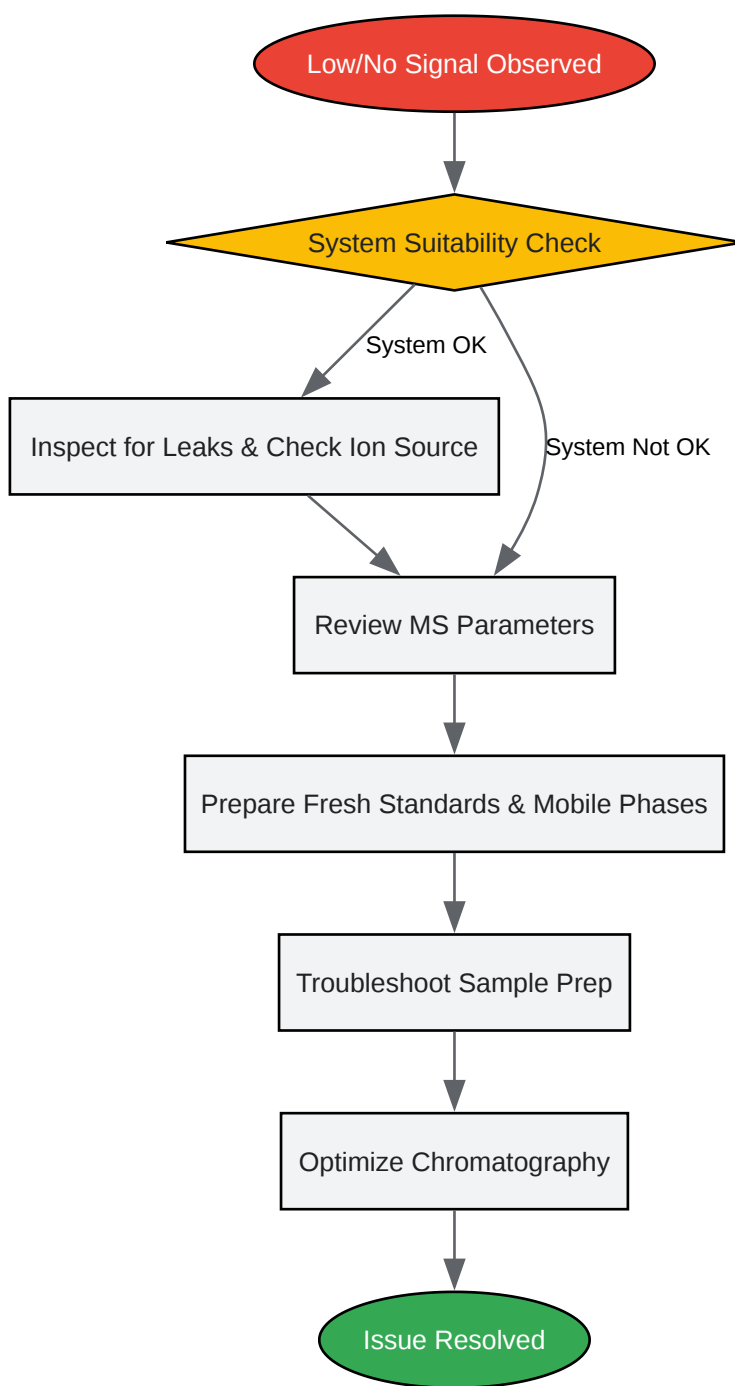 Low/No Signal Observed
System Suitability Check
System OK
Inspect for Leaks & Check Ion Source
System Not OK
Review MS Parameters
Prepare Fresh Standards & Mobile Phases
Troubleshoot Sample Prep
Optimize Chromatography
Issue Resolved